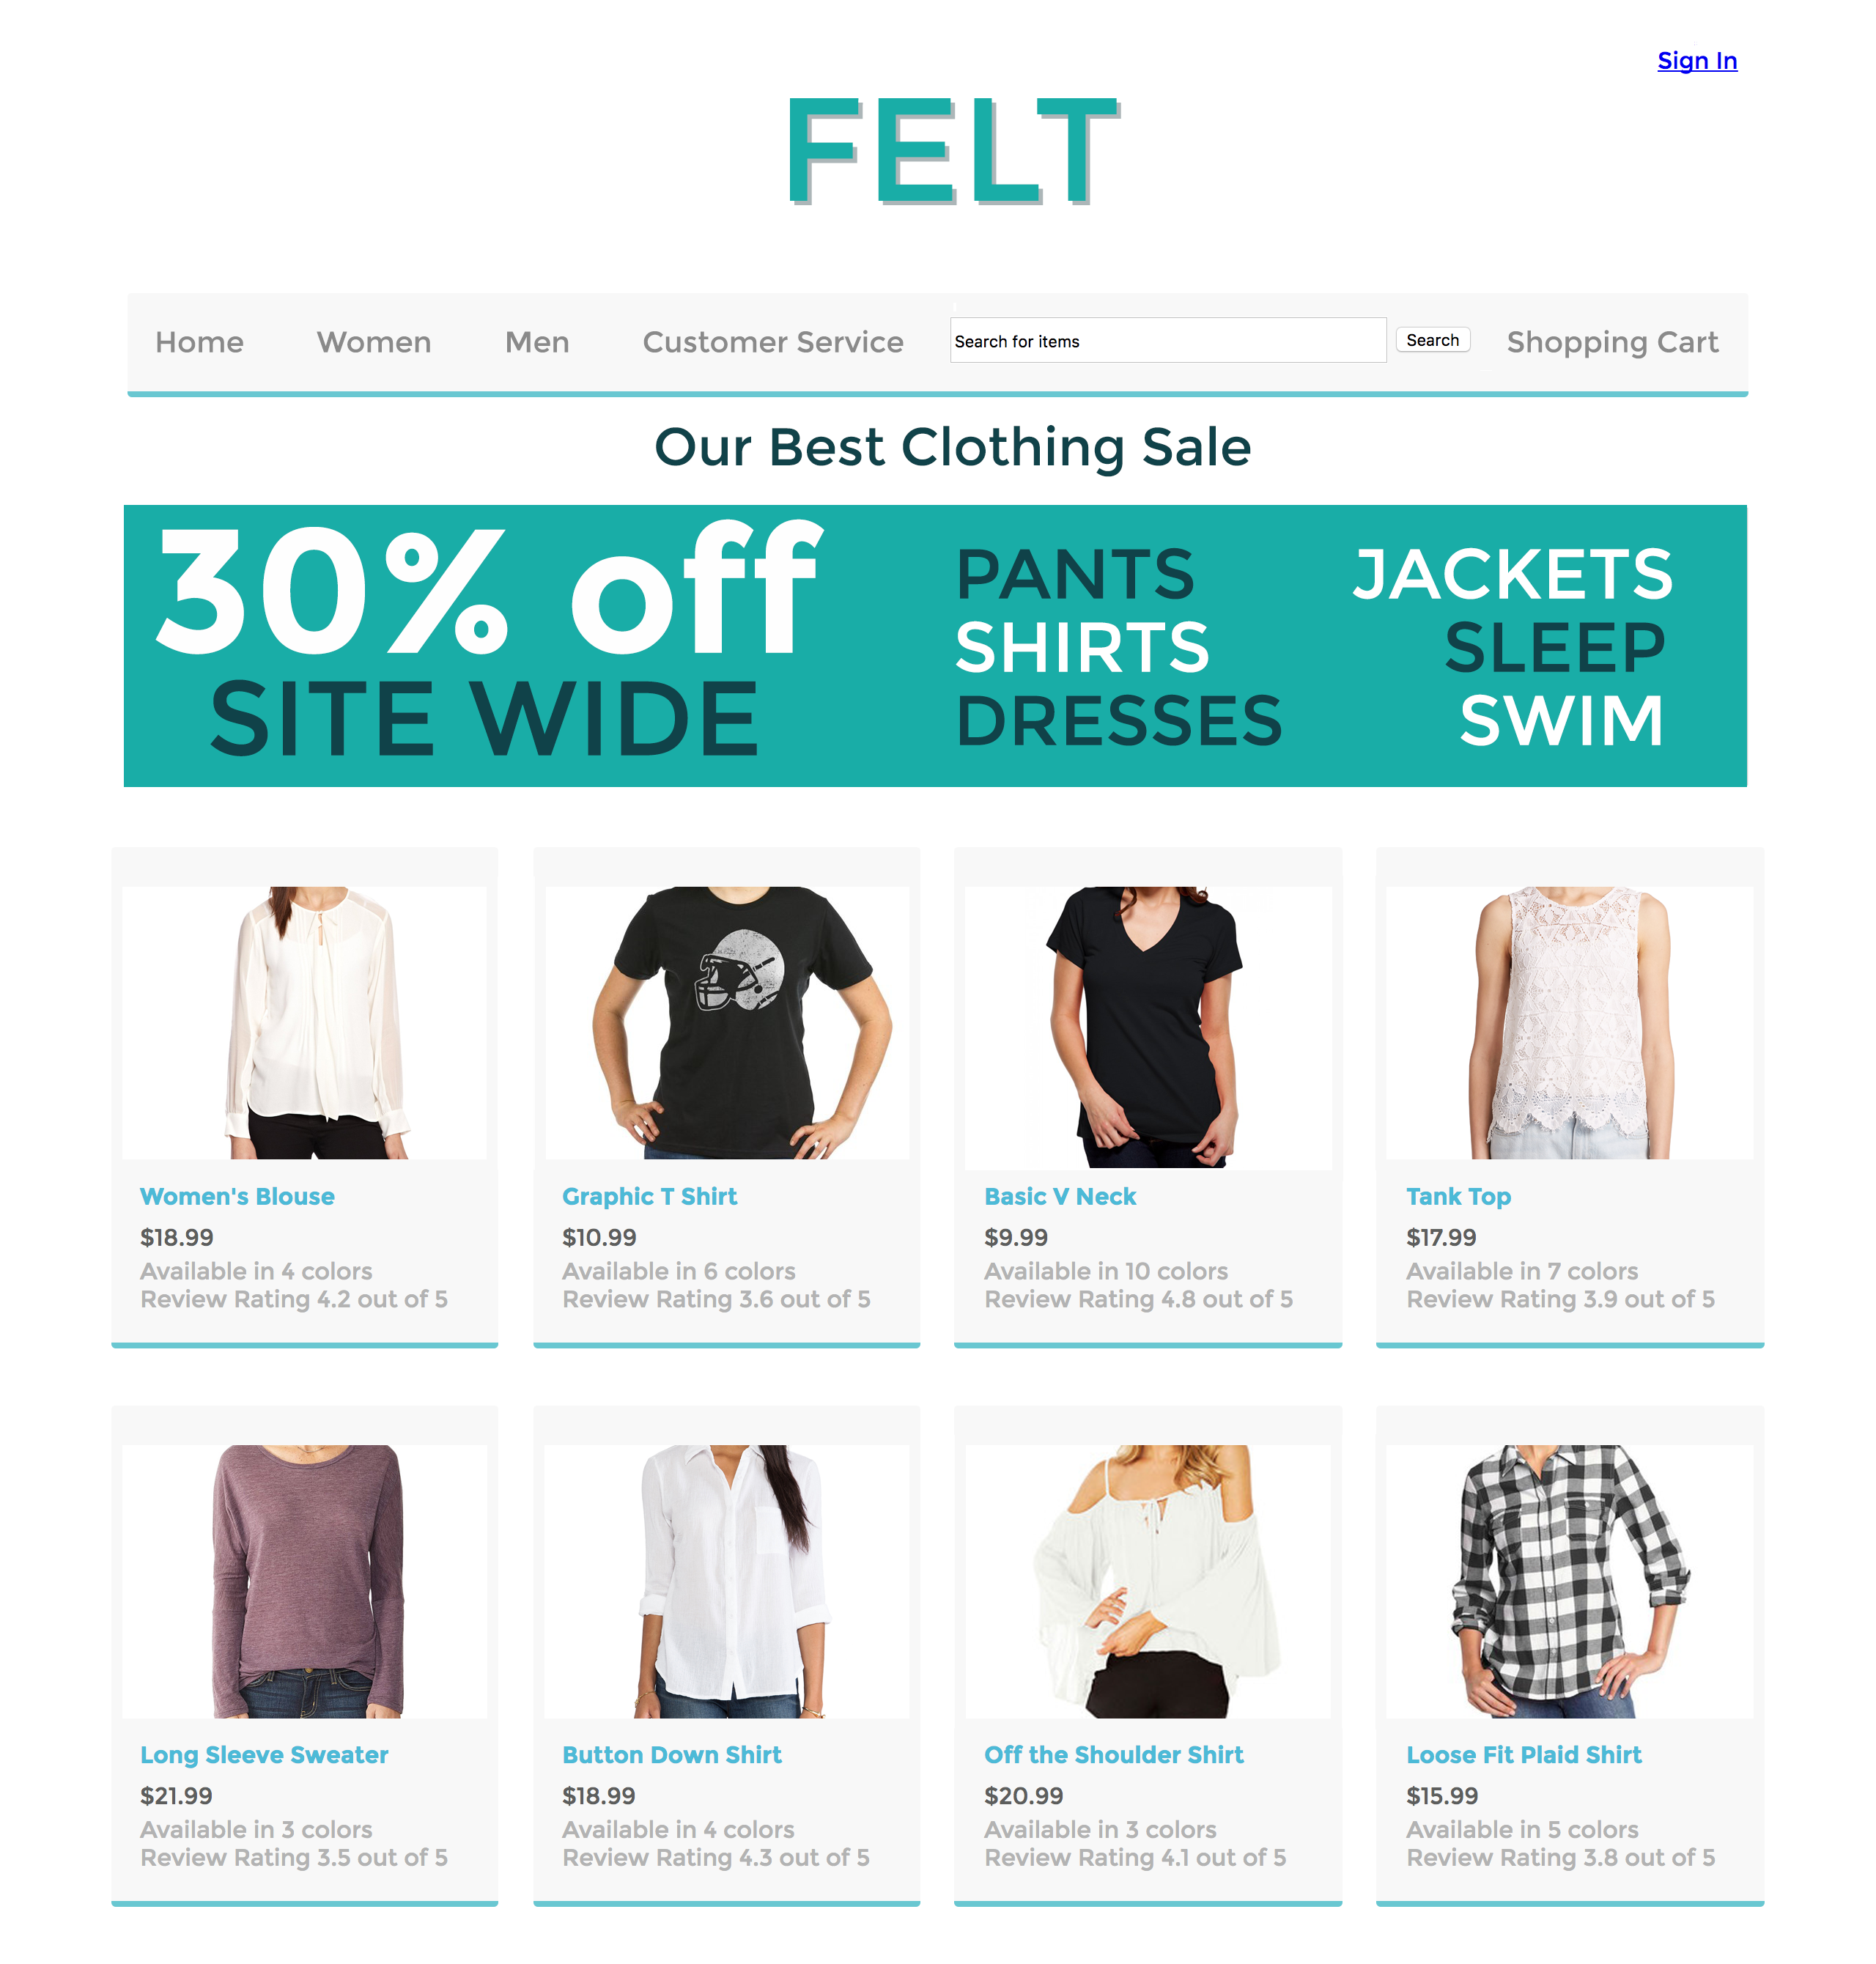 Sign In
FELT
Home Women Men Customer Service Search for items Search Shopping Cart
Our Best Clothing Sale
30% off
SITE WIDE
PANTS
SHIRTS
DRESSES
JACKETS
SLEEP
SWIM
Women's Blouse
$18.99
Available in 4 colors
Review Rating 4.2 out of 5
Graphic T Shirt
$10.99
Available in 6 colors
Review Rating 3.6 out of 5
Basic V Neck
$9.99
Available in 10 colors
Review Rating 4.8 out of 5
Tank Top
$17.99
Available in 7 colors
Review Rating 3.9 out of 5
Long Sleeve Sweater
$21.99
Available in 3 colors
Review Rating 3.5 out of 5
Button Down Shirt
$18.99
Available in 4 colors
Review Rating 4.3 out of 5
Off the Shoulder Shirt
$20.99
Available in 3 colors
Review Rating 4.1 out of 5
Loose Fit Plaid Shirt
$15.99
Available in 5 colors
Review Rating 3.8 out of 5